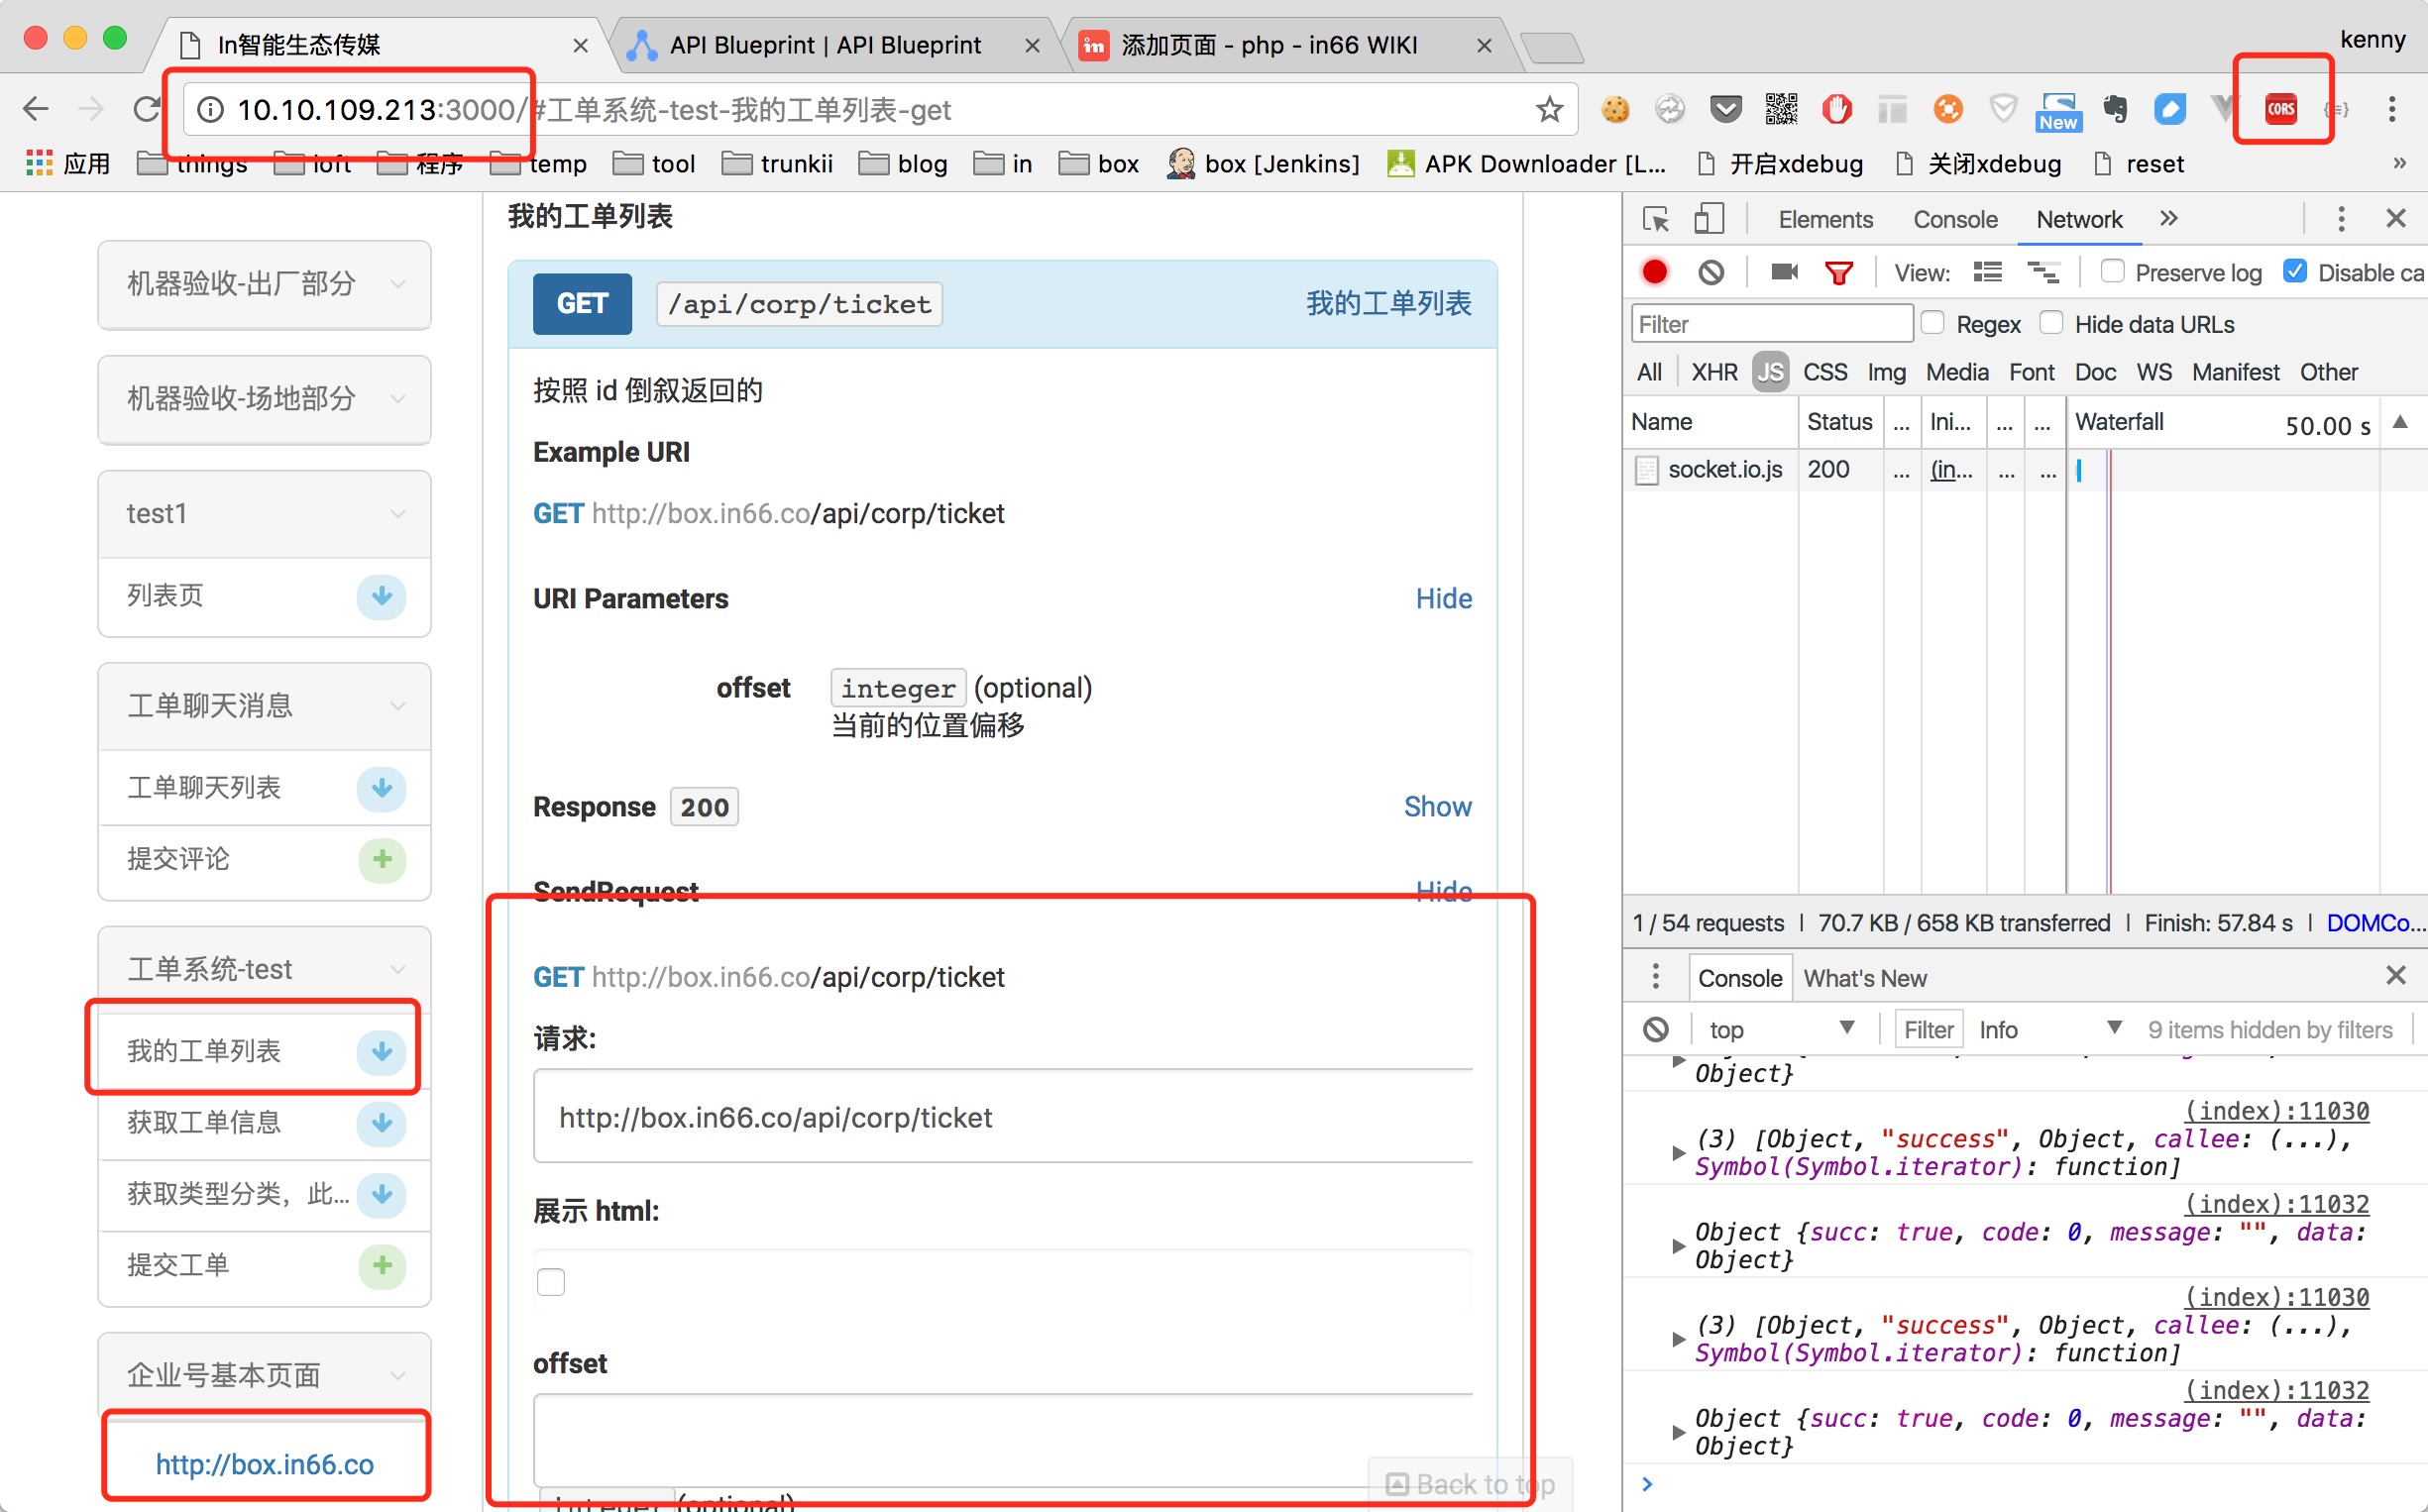 In智能生态传媒
API Blueprint | API Blueprint
添加页面 - php - in66 WIKI
kenny
10.10.109.213:3000/#工单系统-test-我的工单列表-get
New
CORS
应用
things
loft
程序
temp
tool
trunkii
blog
in
box
box [Jenkins]
APK Downloader [L...
开启xdebug
关闭xdebug
reset
»
机器验收-出厂部分
机器验收-场地部分
test1
列表页
工单聊天消息
工单聊天列表
提交评论
工单系统-test
我的工单列表
获取工单信息
获取类型分类，此...
提交工单
企业号基本页面
http://box.in66.co
我的工单列表
GET /api/corp/ticket 我的工单列表
按照 id 倒叙返回的
Example URI
GET http://box.in66.co/api/corp/ticket
URI Parameters Hide
offset integer (optional)
当前的位置偏移
Response 200 Show
SendRequest Hide
GET http://box.in66.co/api/corp/ticket
请求:
http://box.in66.co/api/corp/ticket
展示 html:
offset
integer (optional)
Back to top
Elements Console Network »
View: Preserve log Disable ca
Filter Regex Hide data URLs
All XHR JS CSS Img Media Font Doc WS Manifest Other
Name Status ... Ini... ... ... Waterfall 50.00 s ▲
socket.io.js 200 ... (in... ... ...
1 / 54 requests | 70.7 KB / 658 KB transferred | Finish: 57.84 s | DOMCo...
Console What's New
top ▼ Filter Info ▼ 9 items hidden by filters
Object}
(index):11030
(3) [Object, "success", Object, callee: (...),
Symbol(Symbol.iterator): function]
(index):11032
Object {succ: true, code: 0, message: "", data:
Object}
(index):11030
(3) [Object, "success", Object, callee: (...),
Symbol(Symbol.iterator): function]
(index):11032
Object {succ: true, code: 0, message: "", data:
Object}